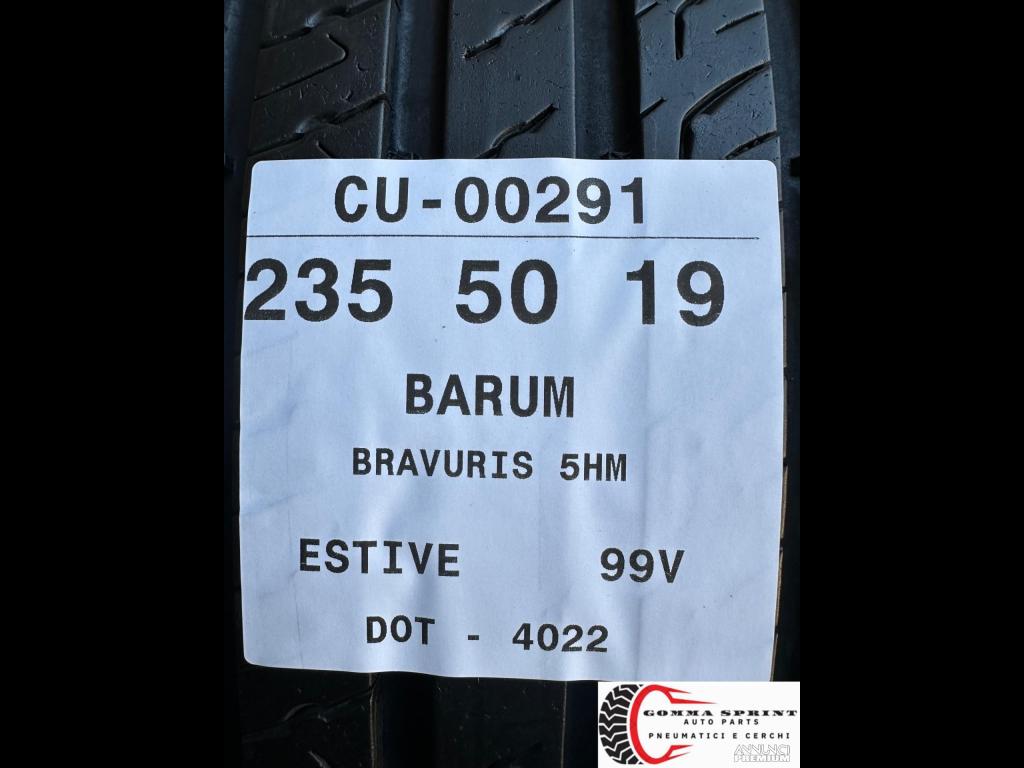 CU-00291
235 50 19
BARUM
BRAVURIS 5HM
ESTIVE 99V
DOT - 4022
GOMMA SPRINT
AUTO PARTS
PNEUMATICI E CERCHI
ANNUNCI
PREMIUM